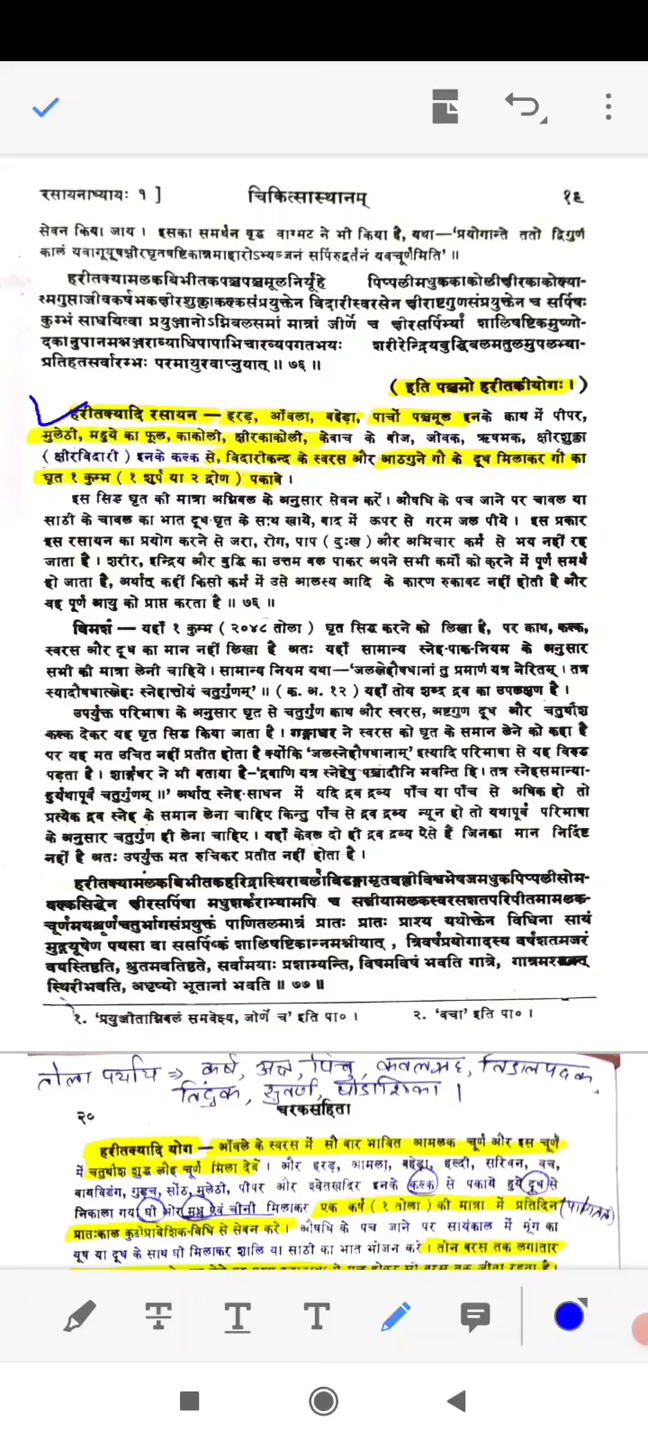 रसायनाध्यायः १ ] चिकित्सास्थानम् १९
सेवन किया जाय । इसका समर्थन वृद्ध वाग्भट ने भी किया है, यथा—'प्रयोगान्ते ततो द्विगुणं
कालं यवागूयूषक्षीरघृतषष्टिकान्नमाहारोऽभ्यञ्जनं सर्पिरुद्वर्तनं यवचूर्णमिति' ॥
हरीतक्यामलकबिभीतकपञ्चपञ्चमूलनिर्यूहे पिप्पलीमधुकमधूककाकोलीक्षीरकाकोल्या-
त्मगुप्ताजीवकर्षभकक्षीरशुक्लाकल्कसंप्रयुक्तेन विदारीस्वरसेन क्षीराष्टगुणसंप्रयुक्तेन च सर्पिषः
कुम्भं साधयित्वा प्रयुञ्जानोऽग्निबलसमां मात्रां जीर्णे च क्षीरसर्पिर्भ्यां शालिषष्टिकमुष्णो-
दकानुपानमश्नञ्जराव्याधिपापाभिचारव्यपगतभयः शरीरेन्द्रियबुद्धिबलमतुलमुपलभ्या-
प्रतिहतसर्वारम्भः परमायुरवाप्नुयात् ॥ ७६ ॥
( इति पञ्चमो हरीतकीयोगः । )
हरीतक्यादि रसायन — हरड़, आँवला, बहेड़ा, पाचों पञ्चमूल इनके काथ में पीपर,
मुलेठी, महुये का फूल, काकोली, क्षीरकाकोली, केवाच के बीज, जीवक, ऋषभक, क्षीरशुक्ला
( क्षीरविदारी ) इनके कल्क से, विदारीकन्द के स्वरस और आठगुने गौ के दूध मिलाकर गौ का
घृत १ कुम्भ ( १ शूर्प या २ द्रोण ) पकावे ।
इस सिद्ध घृत की मात्रा अग्निबल के अनुसार सेवन करें । औषधि के पच जाने पर चावल या
साठी के चावल का भात दूध-घृत के साथ खाये, बाद में ऊपर से गरम जल पीये । इस प्रकार
इस रसायन का प्रयोग करने से जरा, रोग, पाप ( दुःख ) और अभिचार कर्म से भय नहीं रह
जाता है । शरीर, इन्द्रिय और बुद्धि का उत्तम बल पाकर अपने सभी कर्मों को करने में पूर्ण समर्थ
हो जाता है, अर्थात् कहीं किसी कर्म में उसे आलस्य आदि के कारण रुकावट नहीं होती है और
वह पूर्ण आयु को प्राप्त करता है ॥ ७६ ॥
विमर्श — यहाँ १ कुम्भ ( २०४८ तोला ) घृत सिद्ध करने को लिखा है, पर काथ, कल्क,
स्वरस और दूध का मान नहीं लिखा है अतः यहाँ सामान्य स्नेह-पाक-नियम के अनुसार
सभी की मात्रा लेनी चाहिये । सामान्य नियम यथा—'जलस्नेहौषधानां तु प्रमाणं यत्र नेरितम् । तत्र
स्यादौषधात्स्नेहः स्नेहात्तोयं चतुर्गुणम्' ॥ ( क. अ. १२ ) यहाँ तोय शब्द द्रव का उपलक्षण है ।
उपर्युक्त परिभाषा के अनुसार घृत से चतुर्गुण काथ और स्वरस, अष्टगुण दूध और चतुर्थांश
कल्क देकर यह घृत सिद्ध किया जाता है । गङ्गाधर ने स्वरस को घृत के समान लेने को कहा है
पर यह मत उचित नहीं प्रतीत होता है क्योंकि 'जलस्नेहौषधानाम्' इत्यादि परिभाषा से यह विरुद्ध
पड़ता है । शार्ङ्गधर ने भी बताया है—'द्रवाणि यत्र स्नेहेषु पञ्चादीनि भवन्ति हि । तत्र स्नेहसमान्या-
हुर्यथापूर्वं चतुर्गुणम् ॥' अर्थात् स्नेह-साधन में यदि द्रव द्रव्य पाँच या पाँच से अधिक हो तो
प्रत्येक द्रव स्नेह के समान लेना चाहिए किन्तु पाँच से द्रव द्रव्य न्यून हो तो यथापूर्व परिभाषा
के अनुसार चतुर्गुण ही लेना चाहिए । यहाँ केवल दो ही द्रव द्रव्य ऐसे हैं जिनका मान निर्दिष्ट
नहीं है अतः उपर्युक्त मत रुचिकर प्रतीत नहीं होता है ।
हरीतक्यामलकबिभीतकहरिद्रास्थिराबलाविडङ्गामृतवल्लीविश्वभेषजमधुकपिप्पलीसोम-
वल्कसिद्धेन क्षीरसर्पिषा मधुशर्कराभ्यामपि च सन्नीयामलकस्वरसशतपरिपीतमामलक-
चूर्णमयश्चूर्णचतुर्भागसंप्रयुक्तं पाणितलमात्रं प्रातः प्रातः प्राश्य यथोक्तेन विधिना सायं
मुद्गयूषेण पयसा वा ससर्पिष्कं शालिषष्टिकान्नमश्नीयात् , त्रिवर्षप्रयोगादस्य वर्षशतमजरं
वयस्तिष्ठति, श्रुतमवतिष्ठते, सर्वामयाः प्रशाम्यन्ति, विषमविषं भवति गात्रे, गात्रमश्मवत्
स्थिरीभवति, अधृष्यो भूतानां भवति ॥ ७७ ॥
१. 'प्रयुञ्जीताग्निबलं समवेक्ष्य, जीर्णे च' इति पा० । २. 'वचा' इति पा० ।
तोला पर्याय ⇒ कर्ष, अक्ष, पिचु, कवलग्रह, विडालपदक,
तिंदुक, सुवर्ण, षोडशिका ।
२० चरकसंहिता
हरीतक्यादि योग — आँवले के स्वरस में सौ बार भावित आमलक चूर्ण और इस चूर्ण
में चतुर्थांश शुद्ध लौह चूर्ण मिला देवें । और हरड़, आमला, बहेड़ा, हल्दी, सरिवन, वच,
बायविडंग, गुडूच, सोंठ, मुलेठी, पीपर और श्वेतखदिर इनके कल्क से पकाये हुये दूध से
निकाला गया घी और मधु एवं चीनी मिलाकर एक कर्ष ( १ तोला ) की मात्रा में प्रतिदिन (पाणितल)
प्रातःकाल कुटीप्रावेशिक-विधि से सेवन करे । औषधि के पच जाने पर सायंकाल में मूंग का
यूष या दूध के साथ घी मिलाकर शालि या साठी का भात भोजन करे । तीन बरस तक लगातार